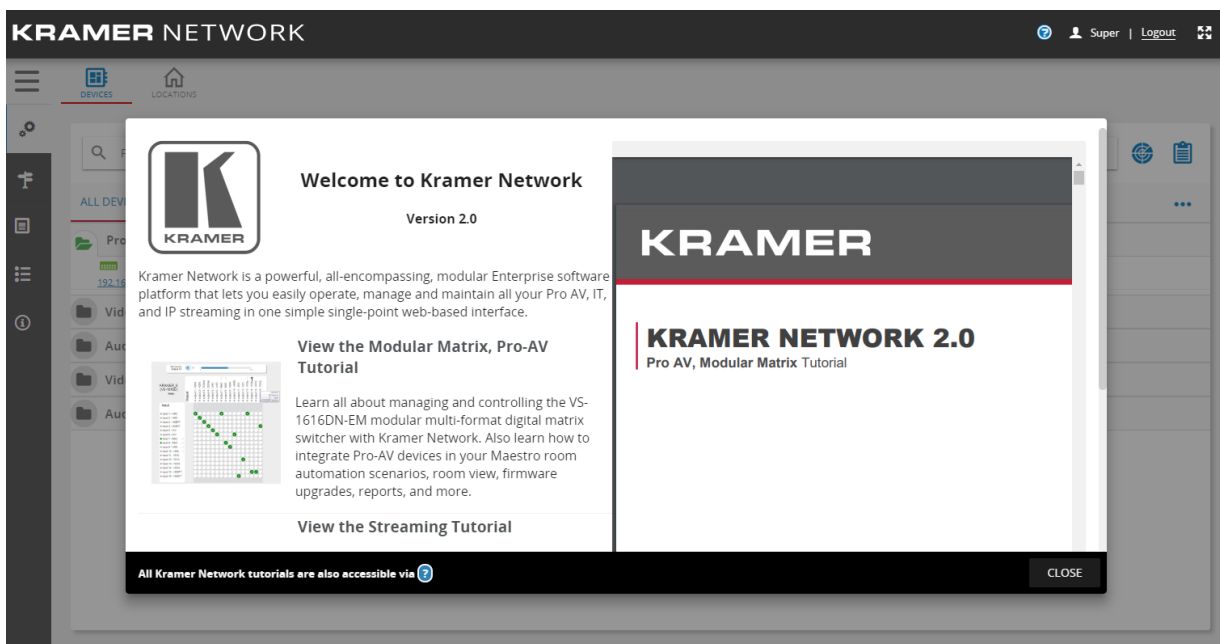 KRAMER NETWORK
Super | Logout
DEVICES
LOCATIONS
ALL DEV
Pro
192.16
Vid
Aud
Vid
Aud
KRAMER
Welcome to Kramer Network
Version 2.0
Kramer Network is a powerful, all-encompassing, modular Enterprise software
platform that lets you easily operate, manage and maintain all your Pro AV, IT,
and IP streaming in one simple single-point web-based interface.
View the Modular Matrix, Pro-AV
Tutorial
Learn all about managing and controlling the VS-
1616DN-EM modular multi-format digital matrix
switcher with Kramer Network. Also learn how to
integrate Pro-AV devices in your Maestro room
automation scenarios, room view, firmware
upgrades, reports, and more.
View the Streaming Tutorial
KRAMER
KRAMER NETWORK 2.0
Pro AV, Modular Matrix Tutorial
All Kramer Network tutorials are also accessible via ?
CLOSE